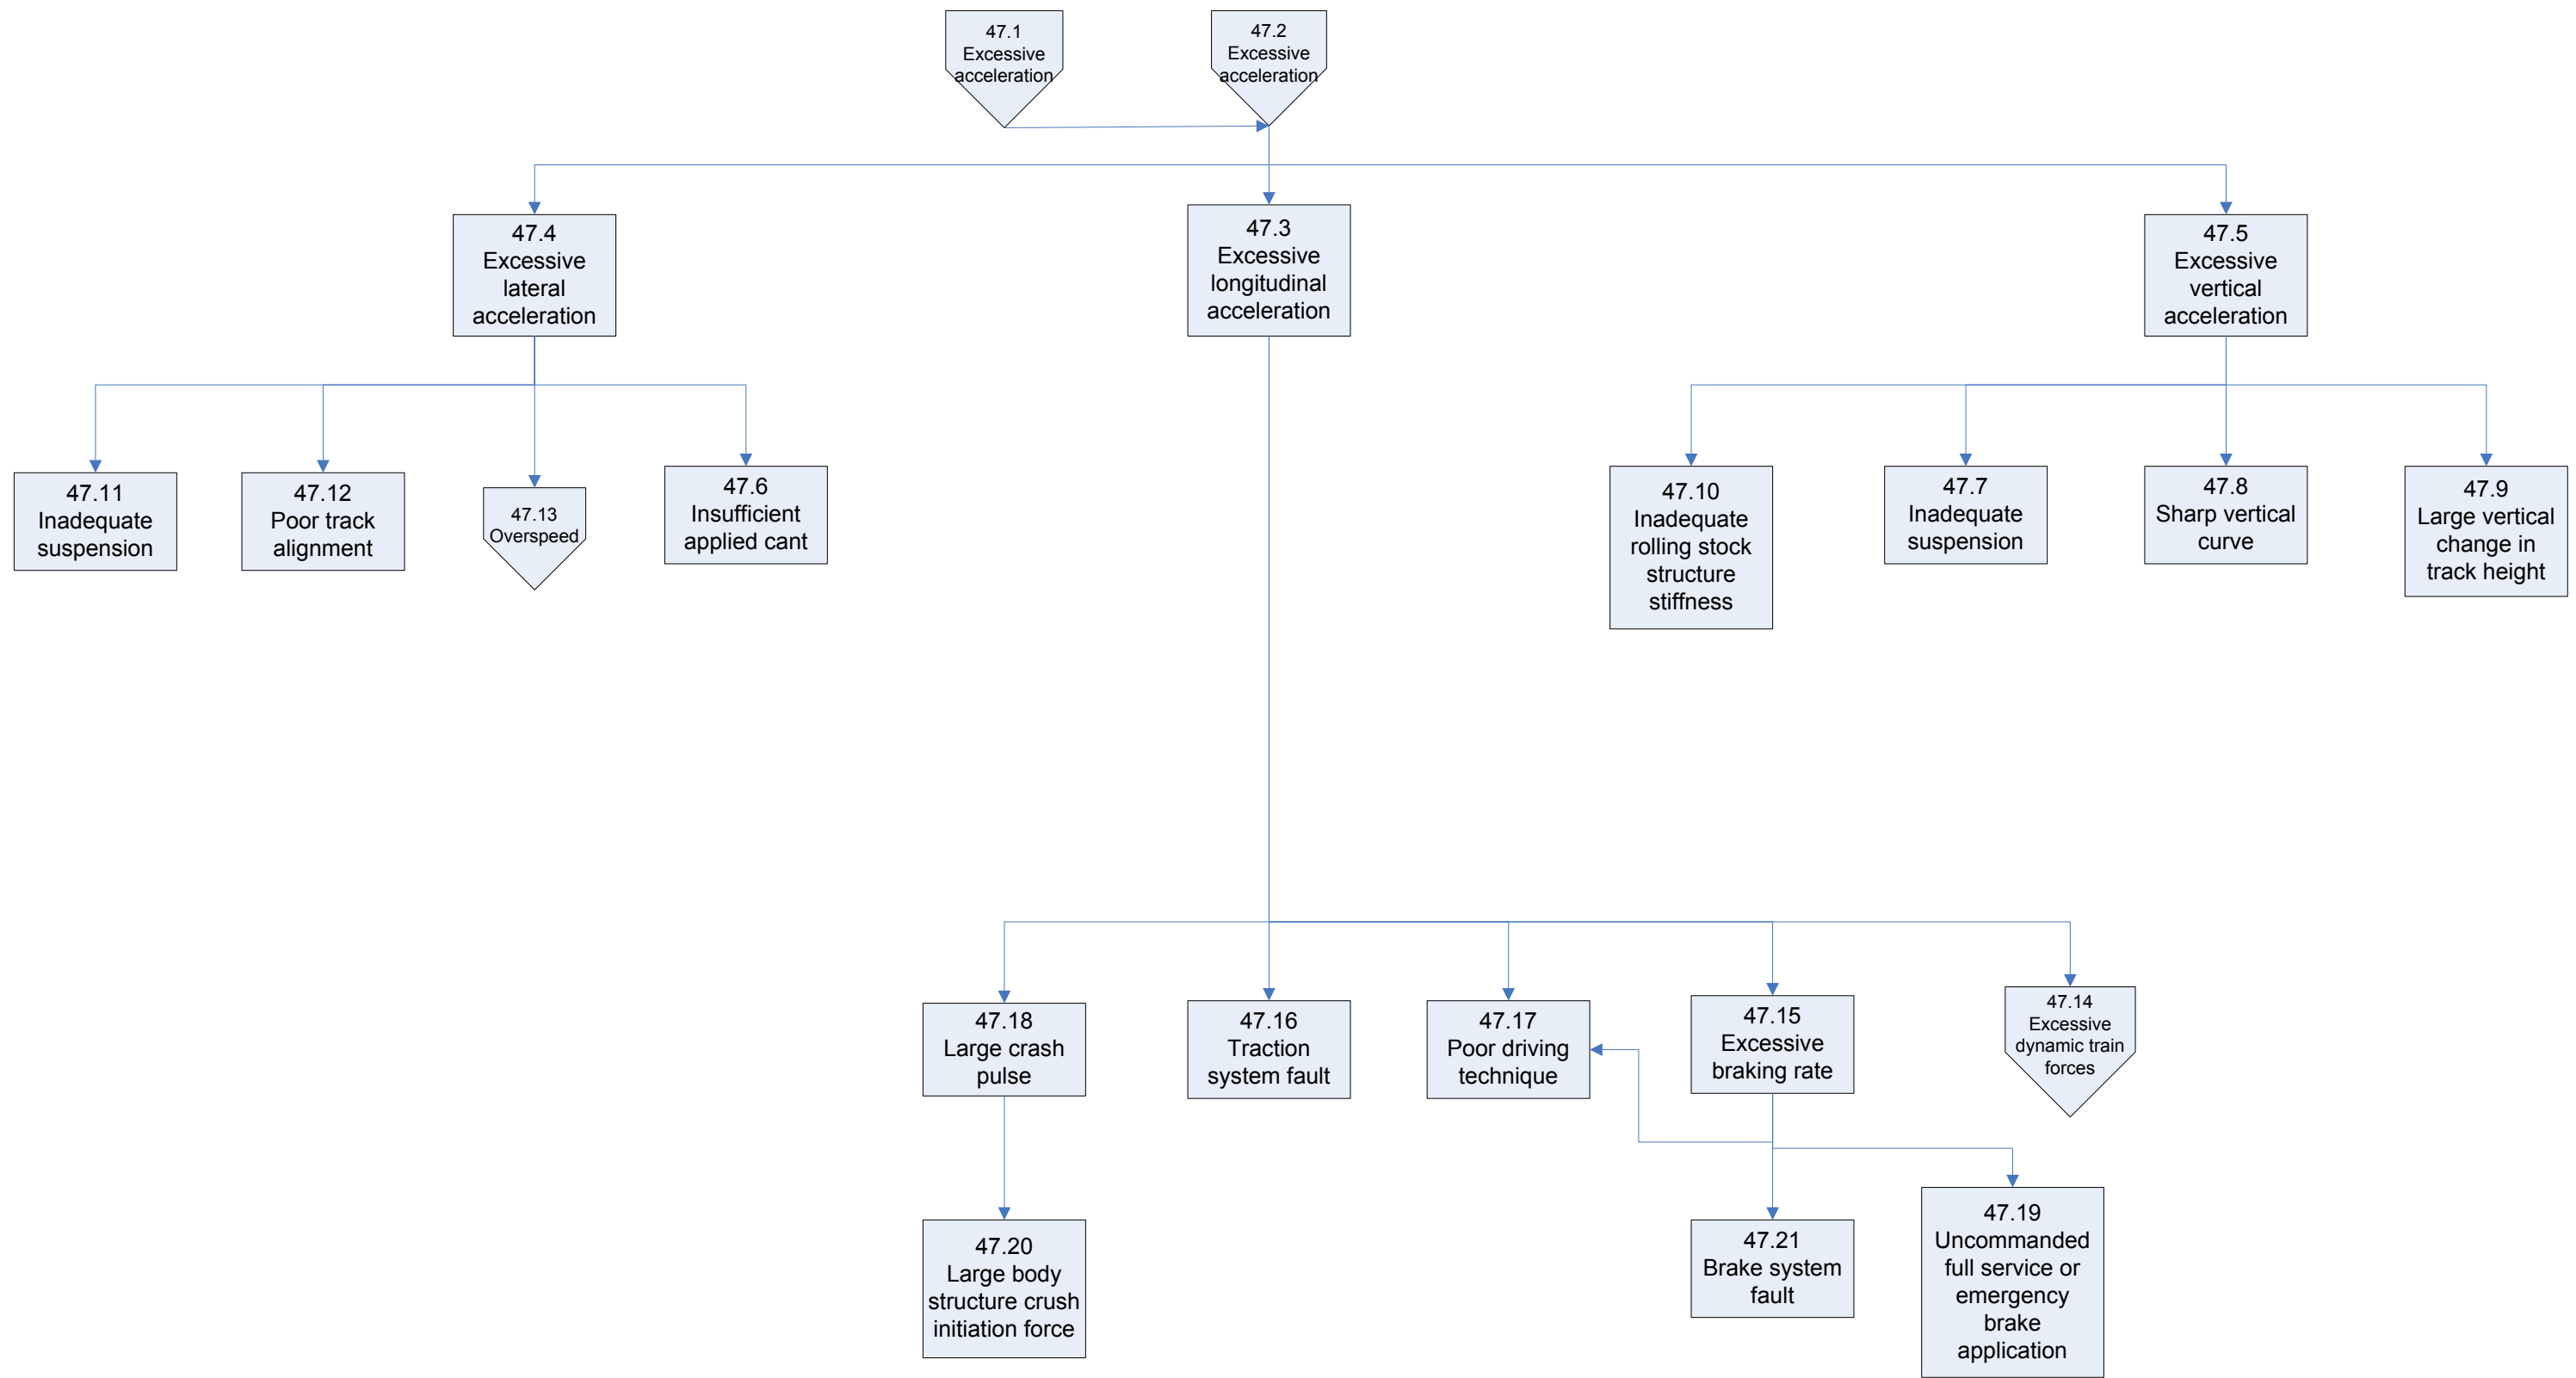 47.1
Excessive
acceleration
47.2
Excessive
acceleration
47.4
Excessive
lateral
acceleration
47.3
Excessive
longitudinal
acceleration
47.5
Excessive
vertical
acceleration
47.11
Inadequate
suspension
47.12
Poor track
alignment
47.13
Overspeed
47.6
Insufficient
applied cant
47.10
Inadequate
rolling stock
structure
stiffness
47.7
Inadequate
suspension
47.8
Sharp vertical
curve
47.9
Large vertical
change in
track height
47.18
Large crash
pulse
47.16
Traction
system fault
47.17
Poor driving
technique
47.15
Excessive
braking rate
47.14
Excessive
dynamic train
forces
47.20
Large body
structure crush
initiation force
47.21
Brake system
fault
47.19
Uncommanded
full service or
emergency
brake
application